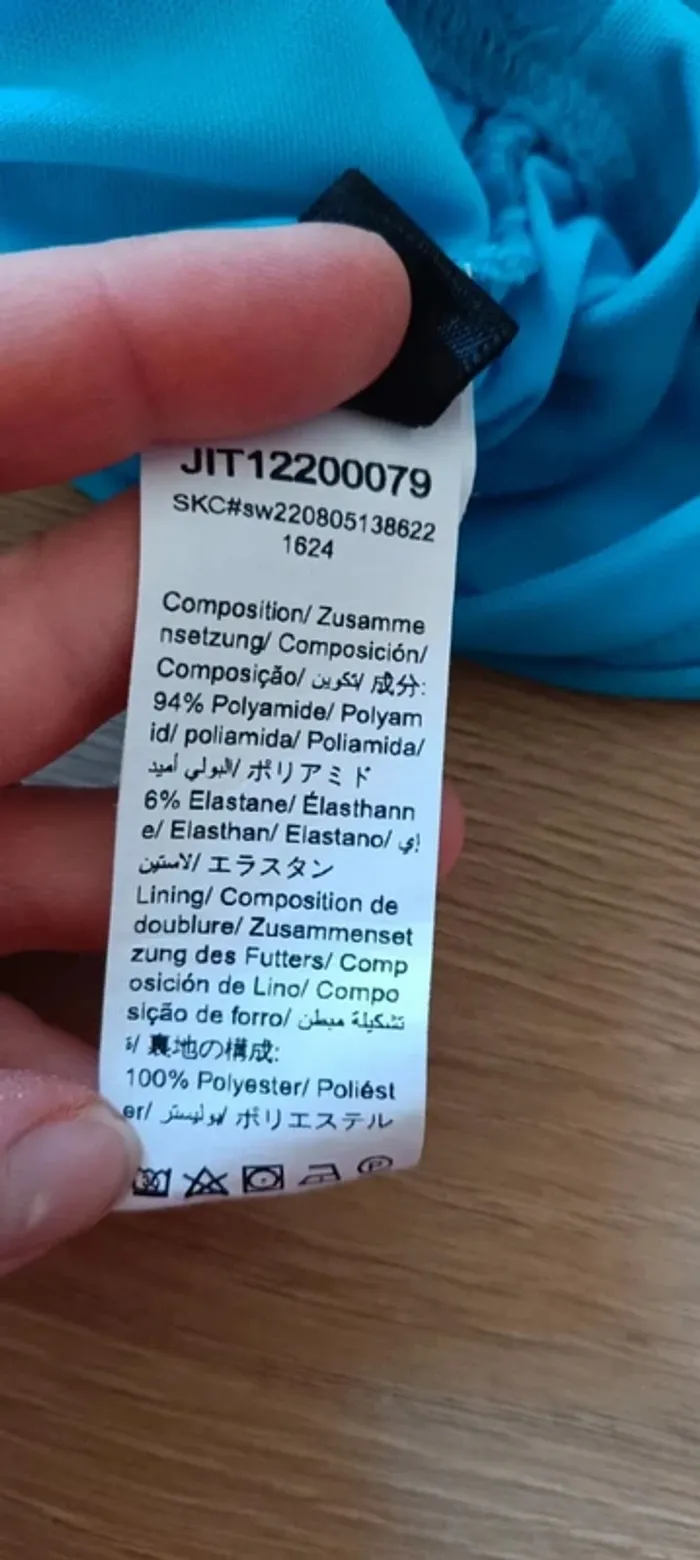 JIT12200079
SKC#sw220805138622
1624
Composition/ Zusamme
nsetzung/ Composición/
Composição/ تكوين/ 成分:
94% Polyamide/ Polyam
id/ poliamida/ Poliamida/
البولي أميد/ ポリアミド
6% Elastane/ Élasthann
e/ Elasthan/ Elastano/ إي
لاستين/ エラスタン
Lining/ Composition de
doublure/ Zusammenset
zung des Futters/ Comp
osición de Lino/ Compo
sição de forro/ تشكيلة مبطن
ة/ 裏地の構成:
100% Polyester/ Poliést
er/ بوليستر/ ポリエステル
30
P